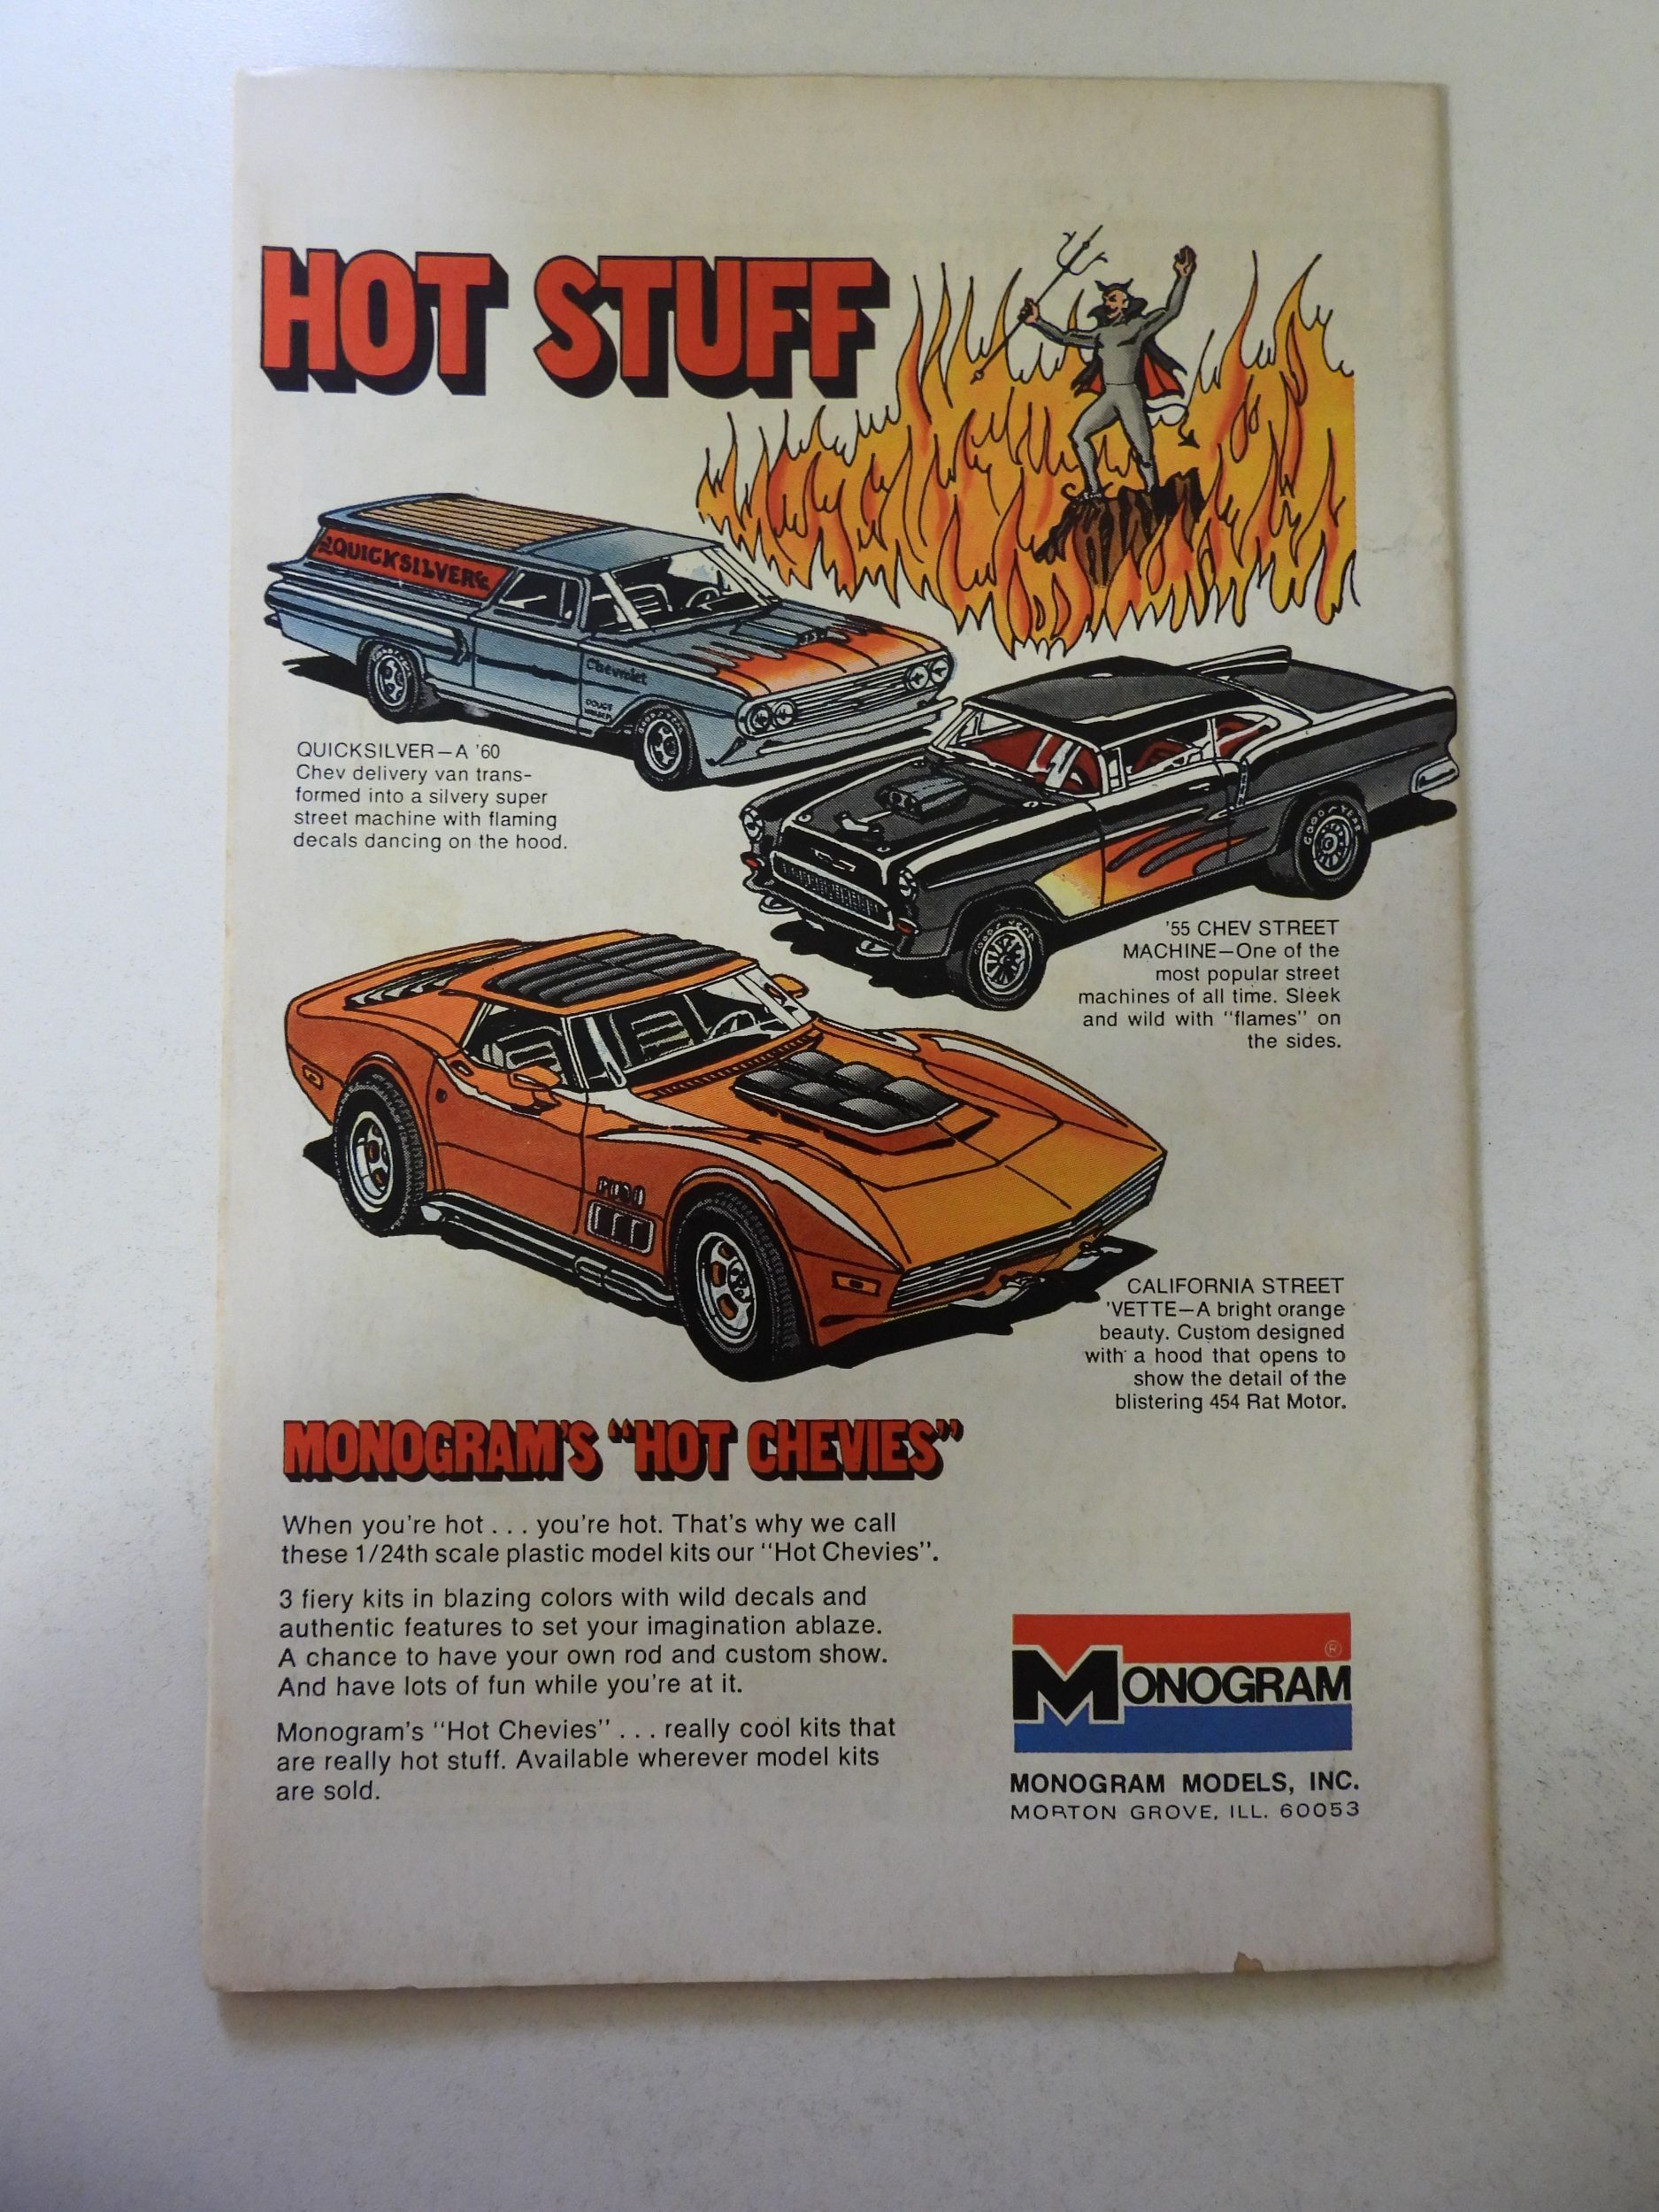 HOT STUFF
QUICKSILVER
Chevrolet
QUICKSILVER—A '60
Chev delivery van trans-
formed into a silvery super
street machine with flaming
decals dancing on the hood.
GOOD YEAR
'55 CHEV STREET
MACHINE—One of the
most popular street
machines of all time. Sleek
and wild with "flames" on
the sides.
CALIFORNIA STREET
'VETTE—A bright orange
beauty. Custom designed
with a hood that opens to
show the detail of the
blistering 454 Rat Motor.
MONOGRAM'S "HOT CHEVIES"
When you're hot . . . you're hot. That's why we call
these 1/24th scale plastic model kits our "Hot Chevies".
3 fiery kits in blazing colors with wild decals and
authentic features to set your imagination ablaze.
A chance to have your own rod and custom show.
And have lots of fun while you're at it.
Monogram's "Hot Chevies" . . . really cool kits that
are really hot stuff. Available wherever model kits
are sold.
MONOGRAM ®
MONOGRAM MODELS, INC.
MORTON GROVE, ILL. 60053